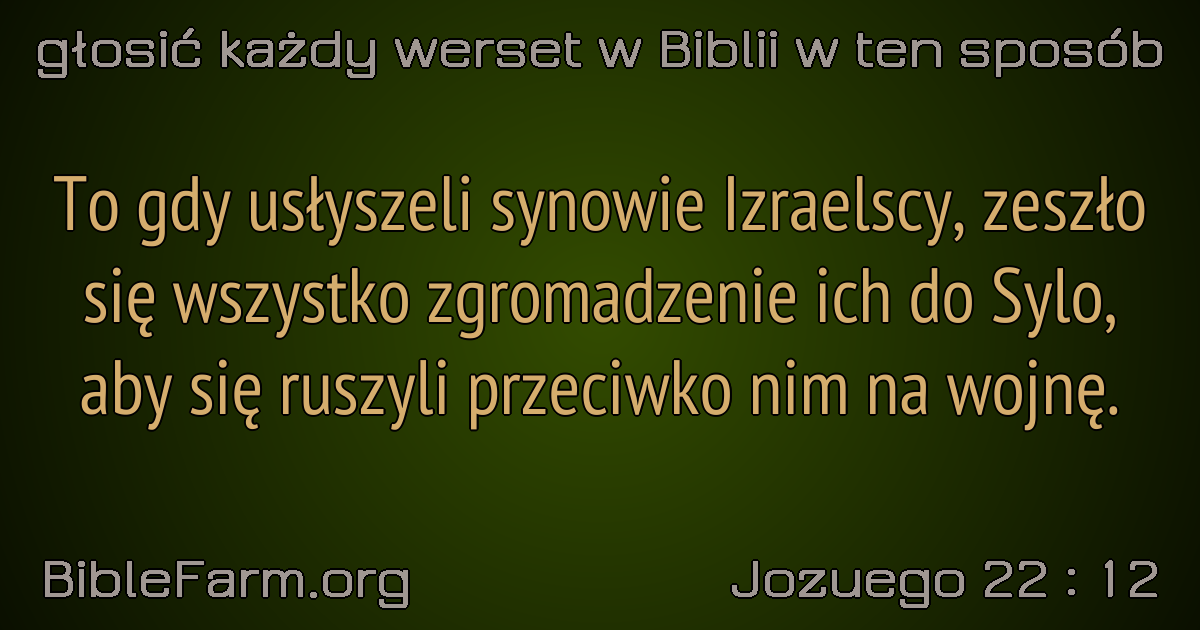 głosić każdy werset w Biblii w ten sposób
To gdy usłyszeli synowie Izraelscy, zeszło
się wszystko zgromadzenie ich do Sylo,
aby się ruszyli przeciwko nim na wojnę.
BibleFarm.org
Jozuego 22 : 12